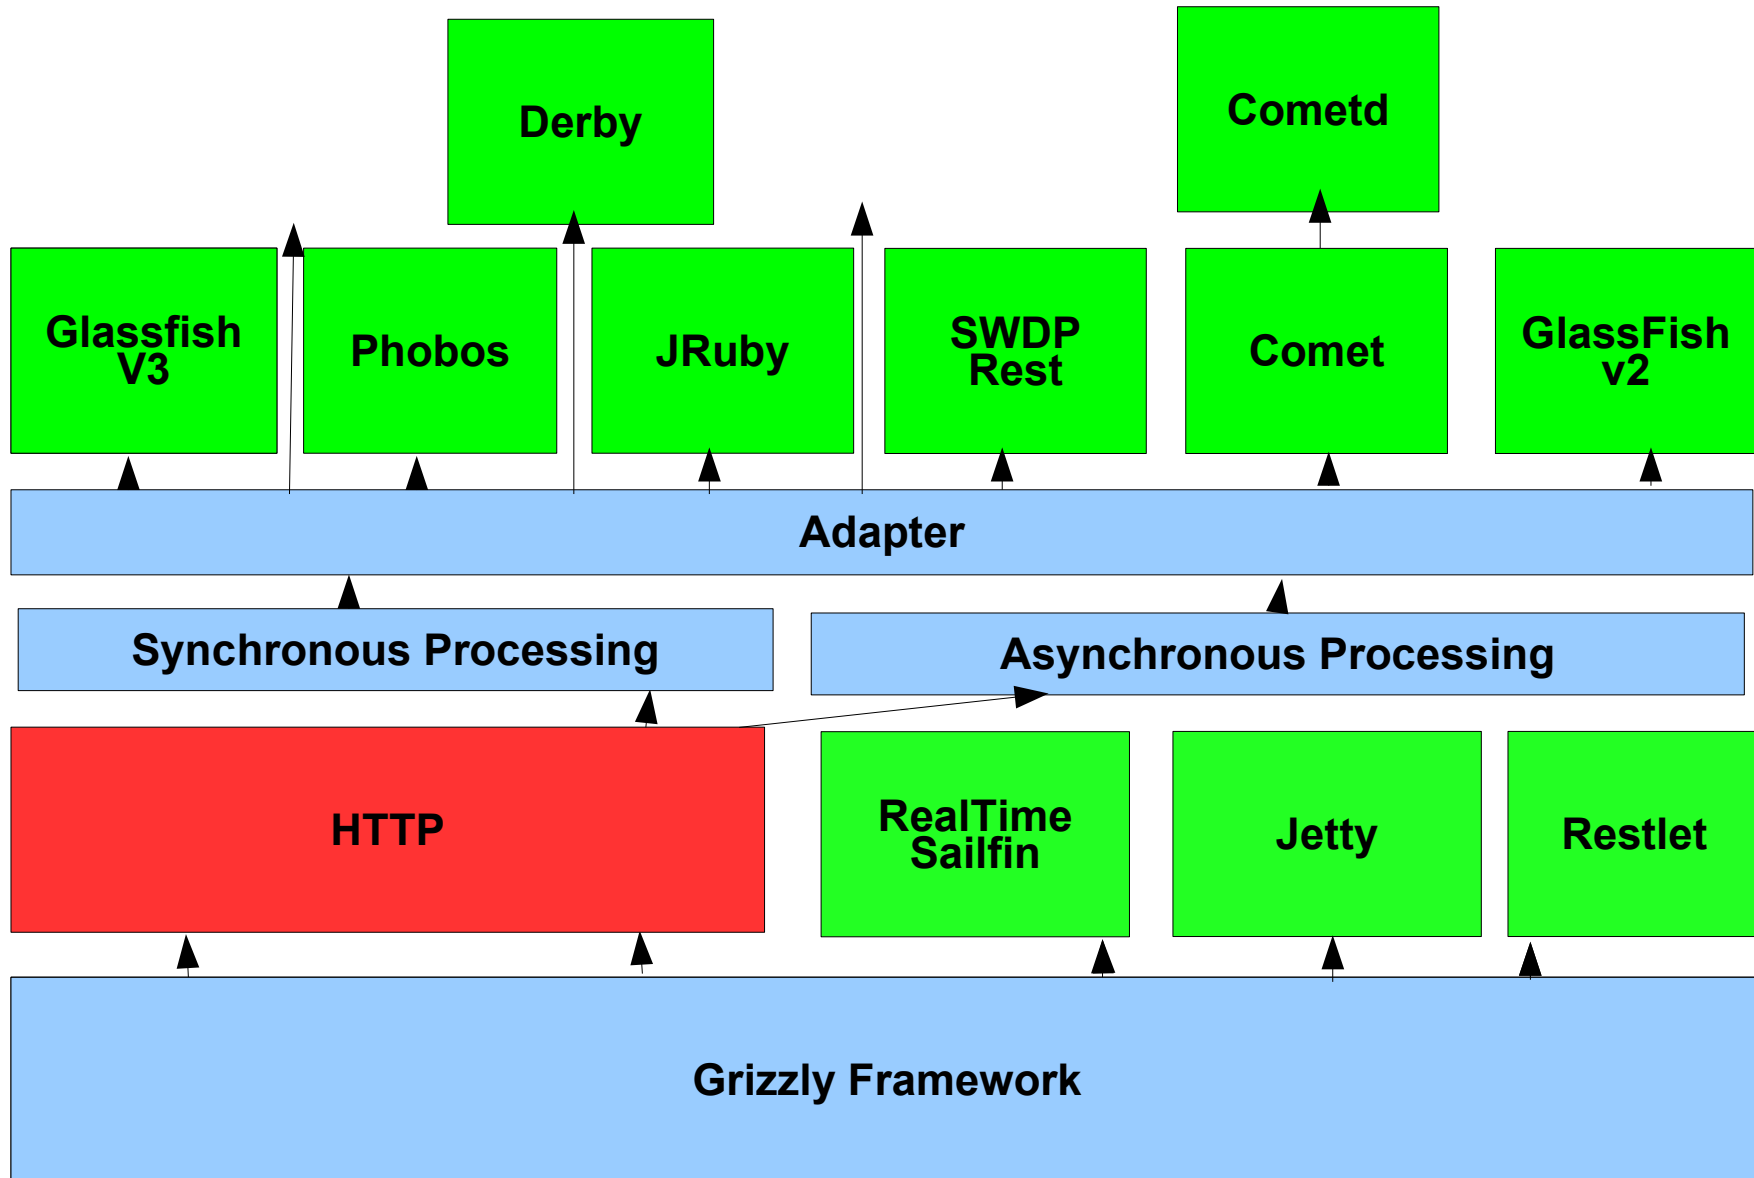 Derby
Cometd
Glassfish
V3
Phobos
JRuby
SWDP
Rest
Comet
GlassFish
v2
Adapter
Synchronous Processing
Asynchronous Processing
HTTP
RealTime
Sailfin
Jetty
Restlet
Grizzly Framework